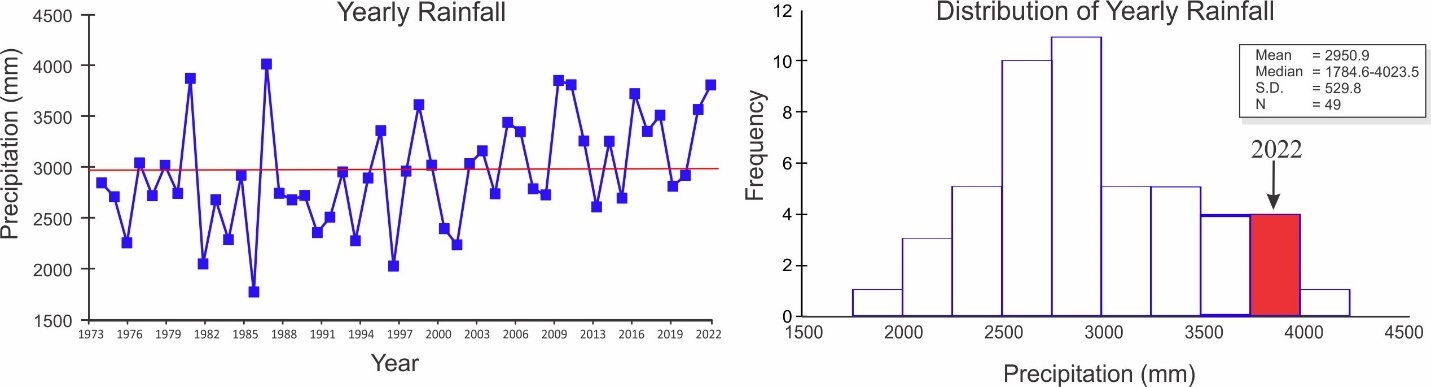 Yearly Rainfall
Precipitation (mm)
4500
4000
3500
3000
2500
2000
1500
1973 1976 1979 1982 1985 1988 1991 1994 1997 2000 2003 2006 2009 2013 2016 2019 2022
Year
Distribution of Yearly Rainfall
Frequency
12
10
8
6
4
2
0
Mean = 2950.9
Median = 1784.6-4023.5
S.D. = 529.8
N = 49
2022
1500 2000 2500 3000 3500 4000 4500
Precipitation (mm)